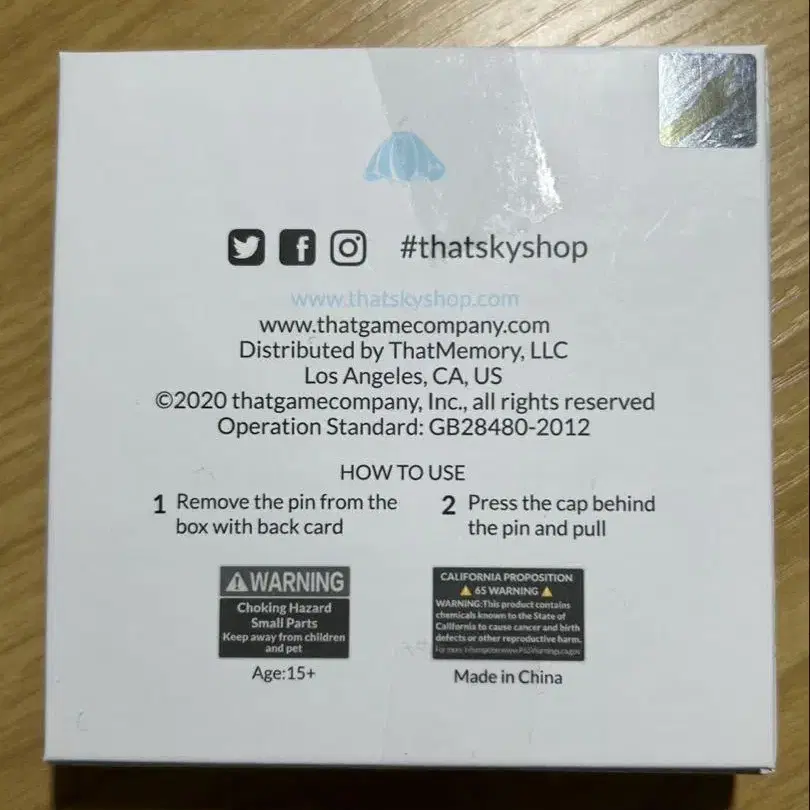 #thatskyshop
www.thatskyshop.com
www.thatgamecompany.com
Distributed by ThatMemory, LLC
Los Angeles, CA, US
©2020 thatgamecompany, Inc., all rights reserved
Operation Standard: GB28480-2012
HOW TO USE
1 Remove the pin from the
box with back card
2 Press the cap behind
the pin and pull
WARNING
Choking Hazard
Small Parts
Keep away from children
and pet
Age:15+
CALIFORNIA PROPOSITION
65 WARNING
WARNING:This product contains
chemicals known to the State of
California to cause cancer and birth
defects or other reproductive harm.
For more
Made in China